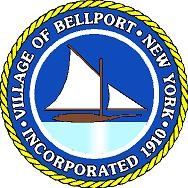 VILLAGE OF BELLPORT · NEW YORK ·
INCORPORATED 1910 ·